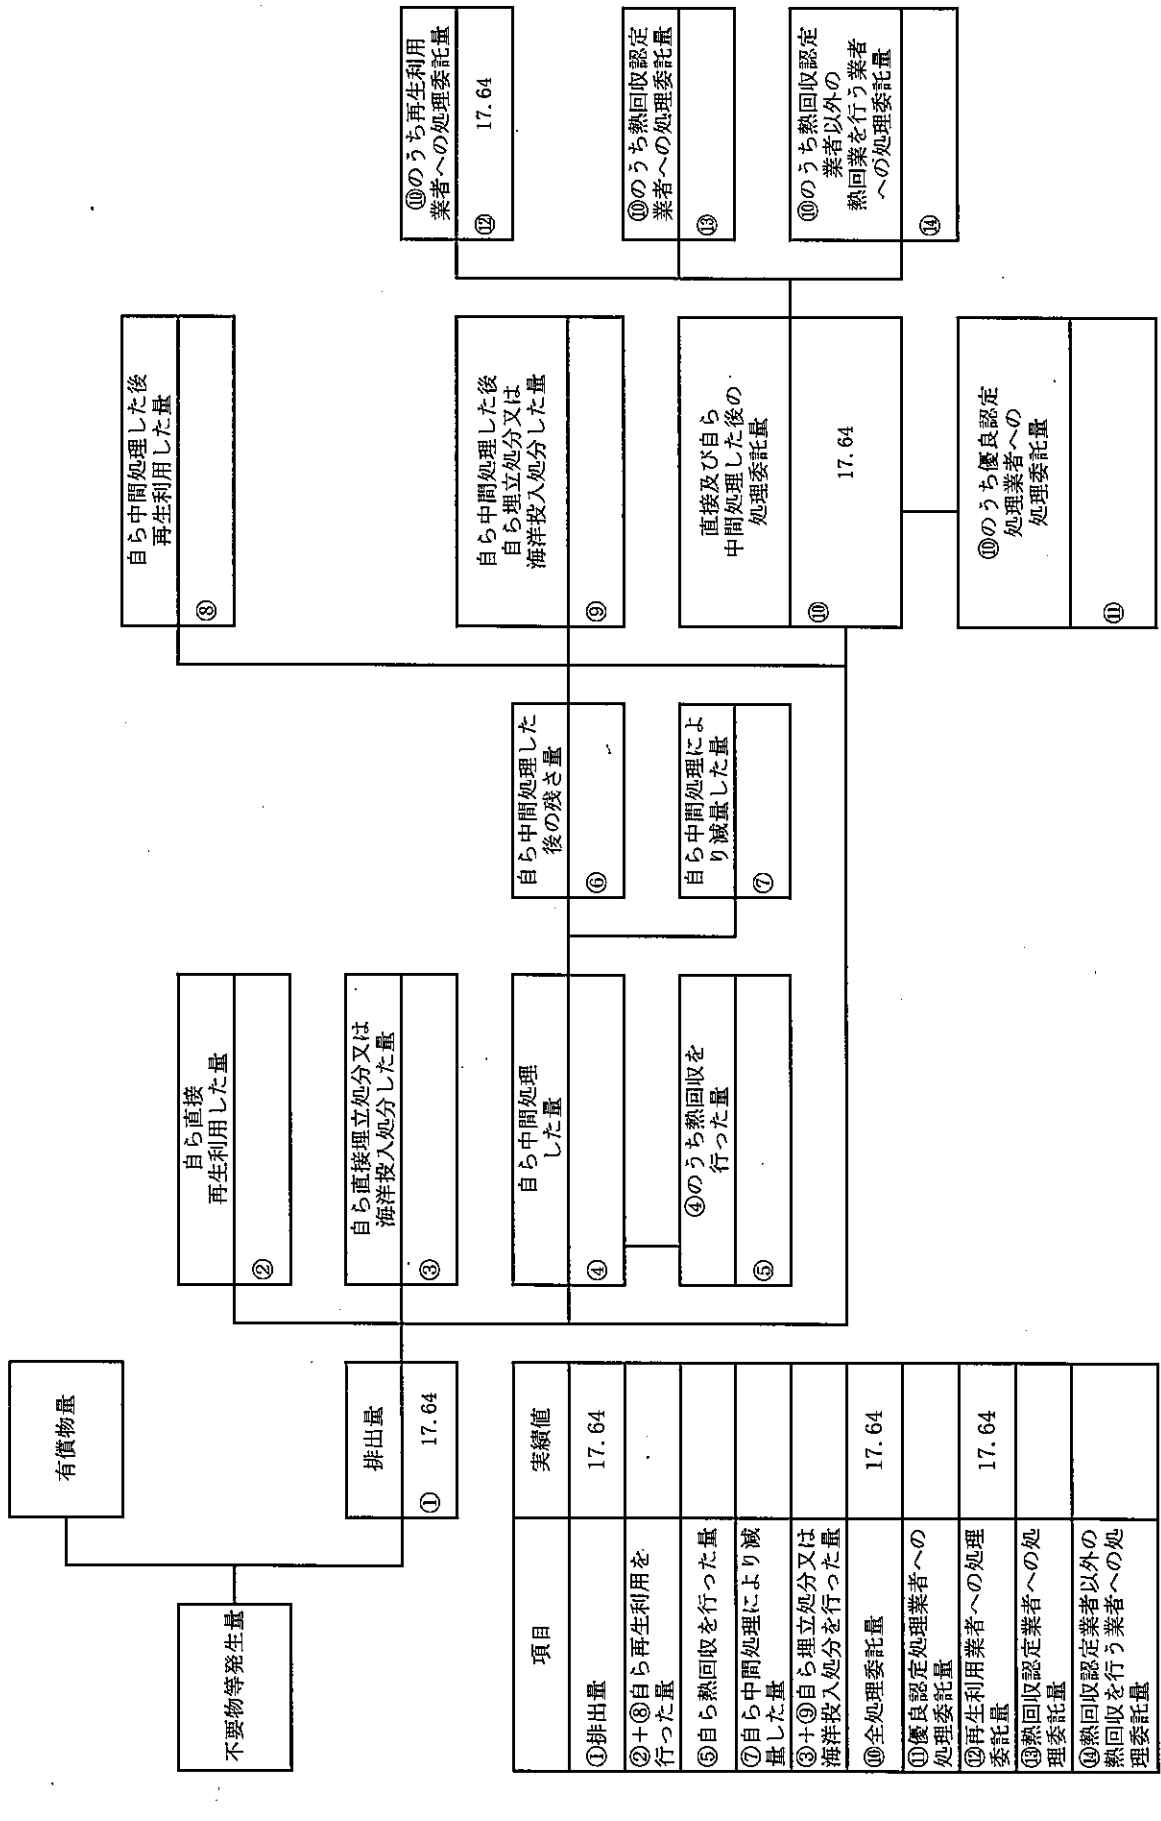 不要物等発生量
有償物量
排出量
① 17.64
自ら直接
再生利用した量
②
自ら直接埋立処分又は
海洋投入処分した量
③
自ら中間処理
した量
④
④のうち熱回収を
行った量
⑤
自ら中間処理した
後の残さ量
⑥
自ら中間処理によ
り減量した量
⑦
自ら中間処理した後
再生利用した量
⑧
自ら中間処理した後
自ら埋立処分又は
海洋投入処分した量
⑨
直接及び自ら
中間処理した後の
処理委託量
⑩ 17.64
⑩のうち優良認定
処理業者への
処理委託量
⑪
⑩のうち再生利用
業者への処理委託量
⑫ 17.64
⑩のうち熱回収認定
業者への処理委託量
⑬
⑩のうち熱回収認定
業者以外の
熱回業を行う業者
への処理委託量
⑭
項目 実績値
①排出量 17.64
②+⑧自ら再生利用を
行った量
⑤自ら熱回収を行った量
⑦自ら中間処理により減
量した量
③+⑨自ら埋立処分又は
海洋投入処分を行った量
⑩全処理委託量 17.64
⑪優良認定処理業者への
処理委託量
⑫再生利用業者への処理
委託量 17.64
⑬熱回収認定業者への処
理委託量
⑭熱回収認定業者以外の
熱回収を行う業者への処
理委託量